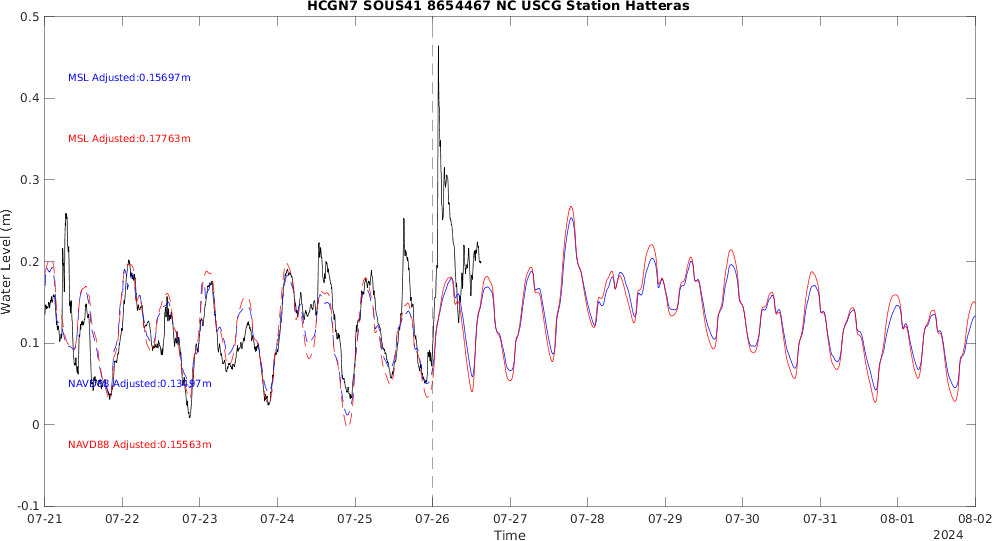 HCGN7 SOUS41 8654467 NC USCG Station Hatteras
0.5
MSL Adjusted:0.15697m
0.4
MSL Adjusted:0.17763m
0.3
Water Level (m)
0.2
0.1
NAVD88 Adjusted:0.13497m
0
NAVD88 Adjusted:0.15563m
-0.1
07-21 07-22 07-23 07-24 07-25 07-26 07-27 07-28 07-29 07-30 07-31 08-01 08-02
Time
2024